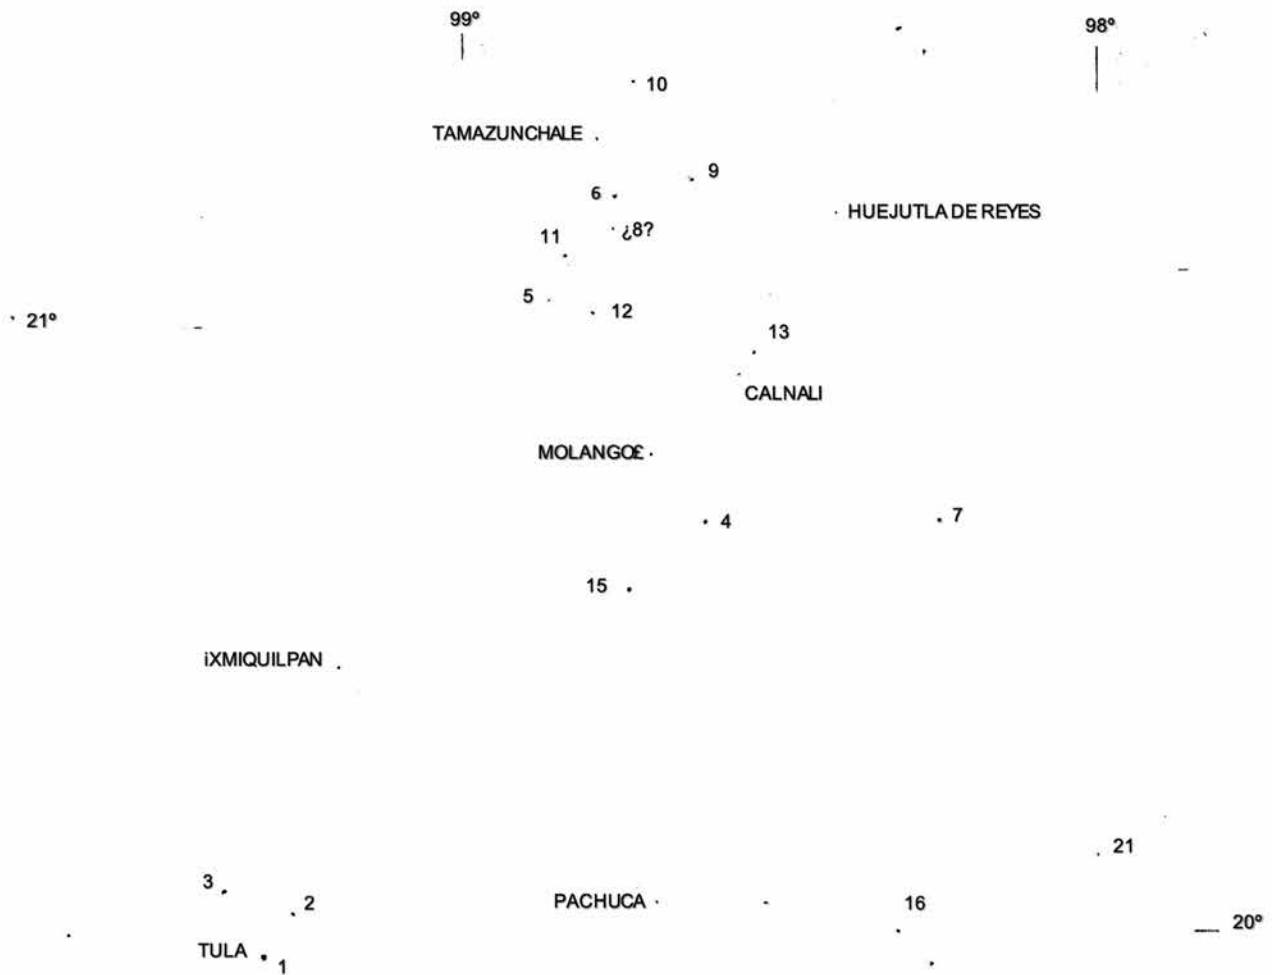 99º
98º
10
TAMAZUNCHALE
9
6
HUEJUTLA DE REYES
¿8?
11
5
12
21º
13
CALNALI
MOLANGO£
4
7
15
iXMIQUILPAN
21
3
2
PACHUCA
16
20º
TULA
1